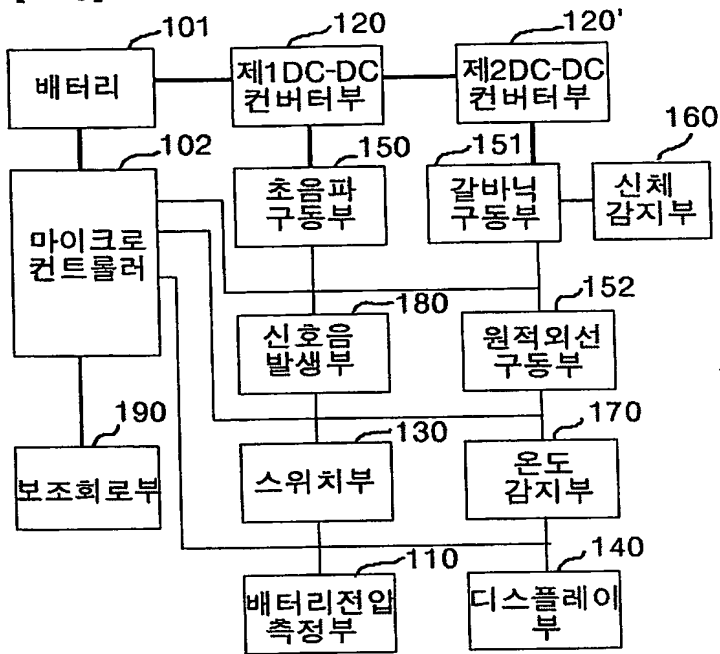 101
120
120'
배터리
제1DC-DC
컨버터부
제2DC-DC
컨버터부
102
150
151
160
마이크로
컨트롤러
초음파
구동부
갈바닉
구동부
신체
감지부
180
152
신호음
발생부
원적외선
구동부
190
130
170
보조회로부
스위치부
온도
감지부
110
140
배터리전압
측정부
디스플레이
부